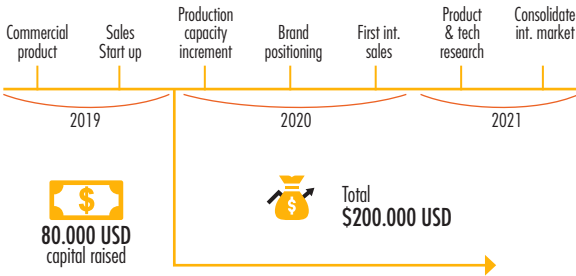 Commercial
product
Sales
Start up
Production
capacity
increment
Brand
positioning
First int.
sales
Product
& tech
research
Consolidate
int. market
2019
2020
2021
$
80.000 USD
capital raised
$
Total
$200.000 USD